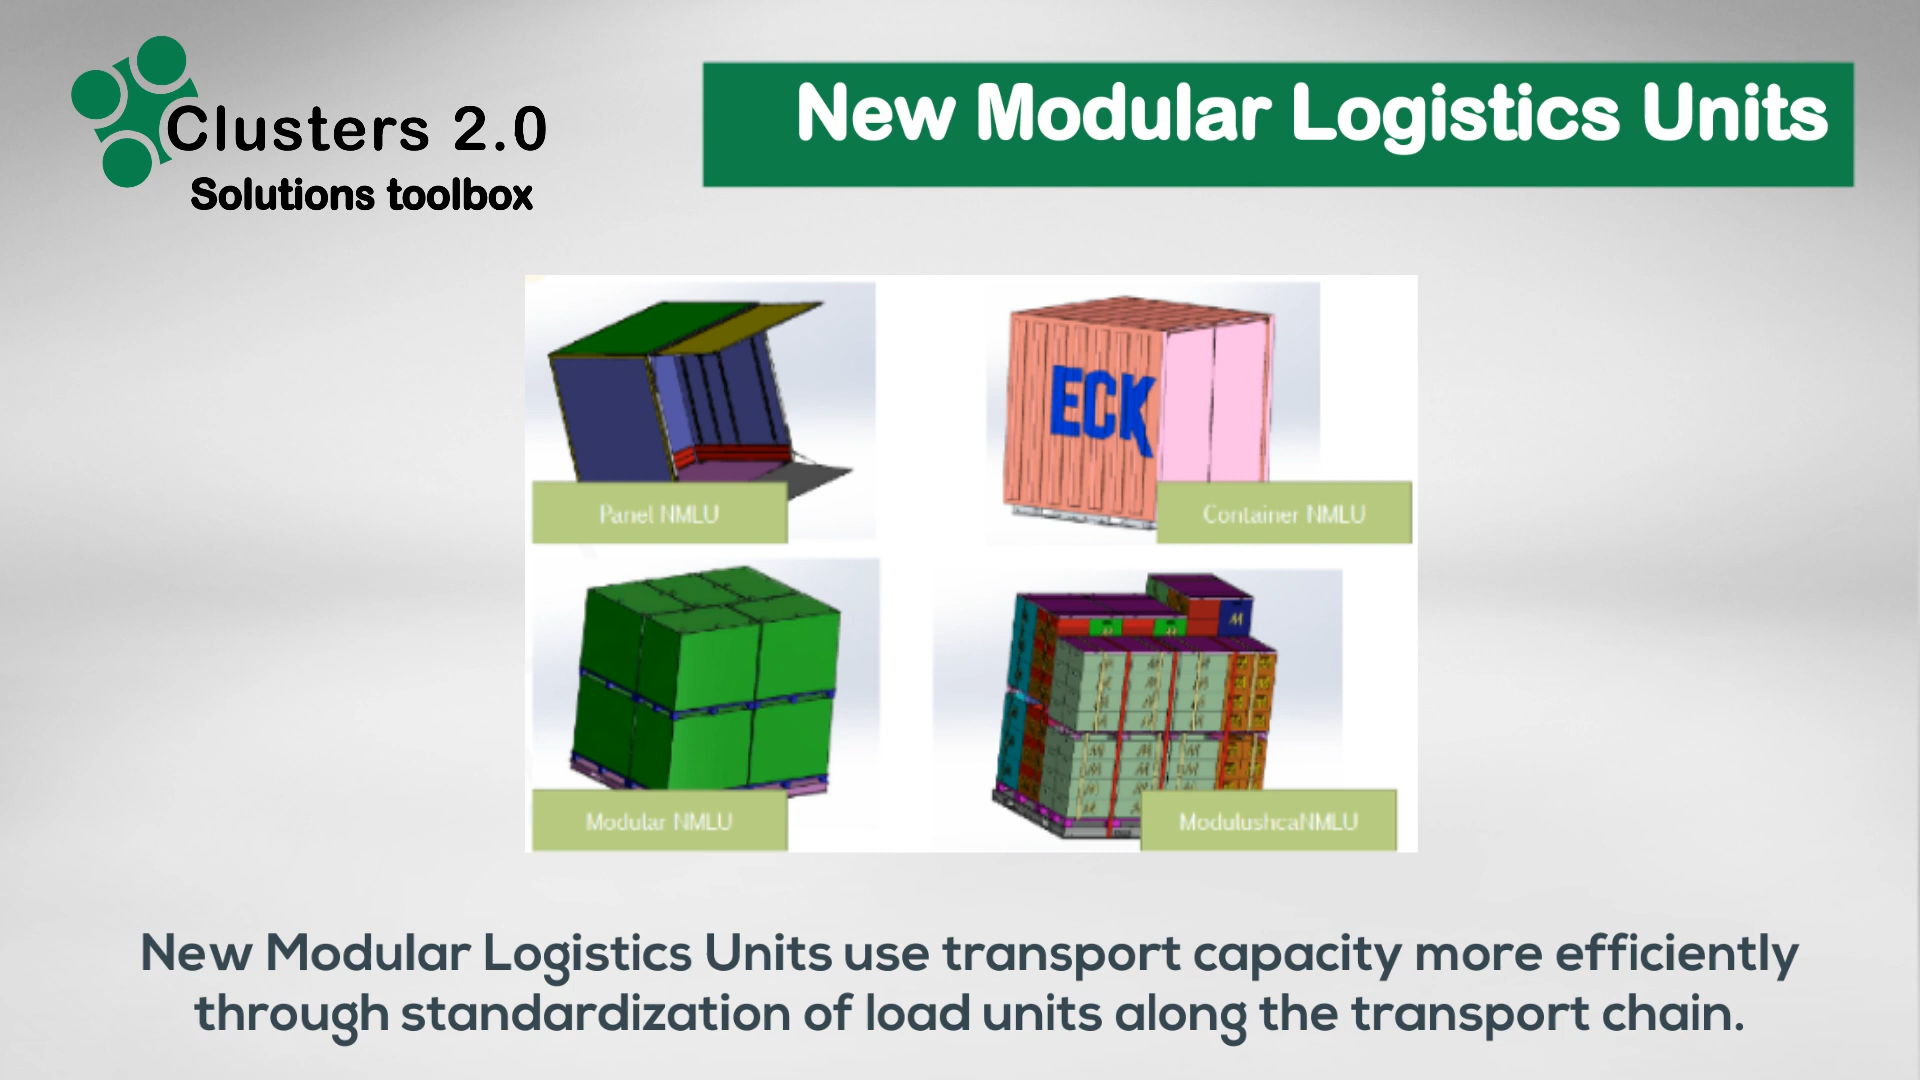 Clusters 2.0
Solutions toolbox
New Modular Logistics Units
ECK
Panel NMLU
Container NMLU
M
Modular NMLU
ModulushcaNMLU
New Modular Logistics Units use transport capacity more efficiently
through standardization of load units along the transport chain.